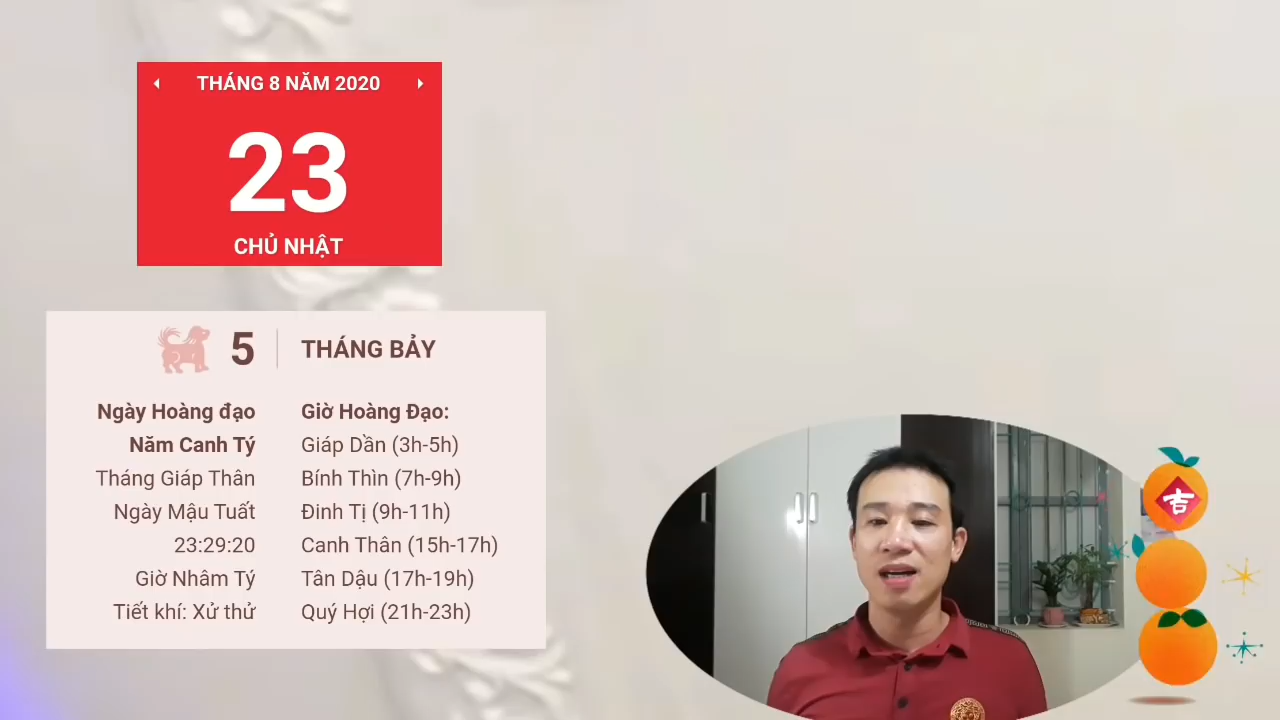 THÁNG 8 NĂM 2020
23
CHỦ NHẬT
5
THÁNG BẢY
Ngày Hoàng đạo
Năm Canh Tý
Tháng Giáp Thân
Ngày Mậu Tuất
23:29:20
Giờ Nhâm Tý
Tiết khí: Xử thử
Giờ Hoàng Đạo:
Giáp Dần (3h-5h)
Bính Thìn (7h-9h)
Đinh Tị (9h-11h)
Canh Thân (15h-17h)
Tân Dậu (17h-19h)
Quý Hợi (21h-23h)
吉